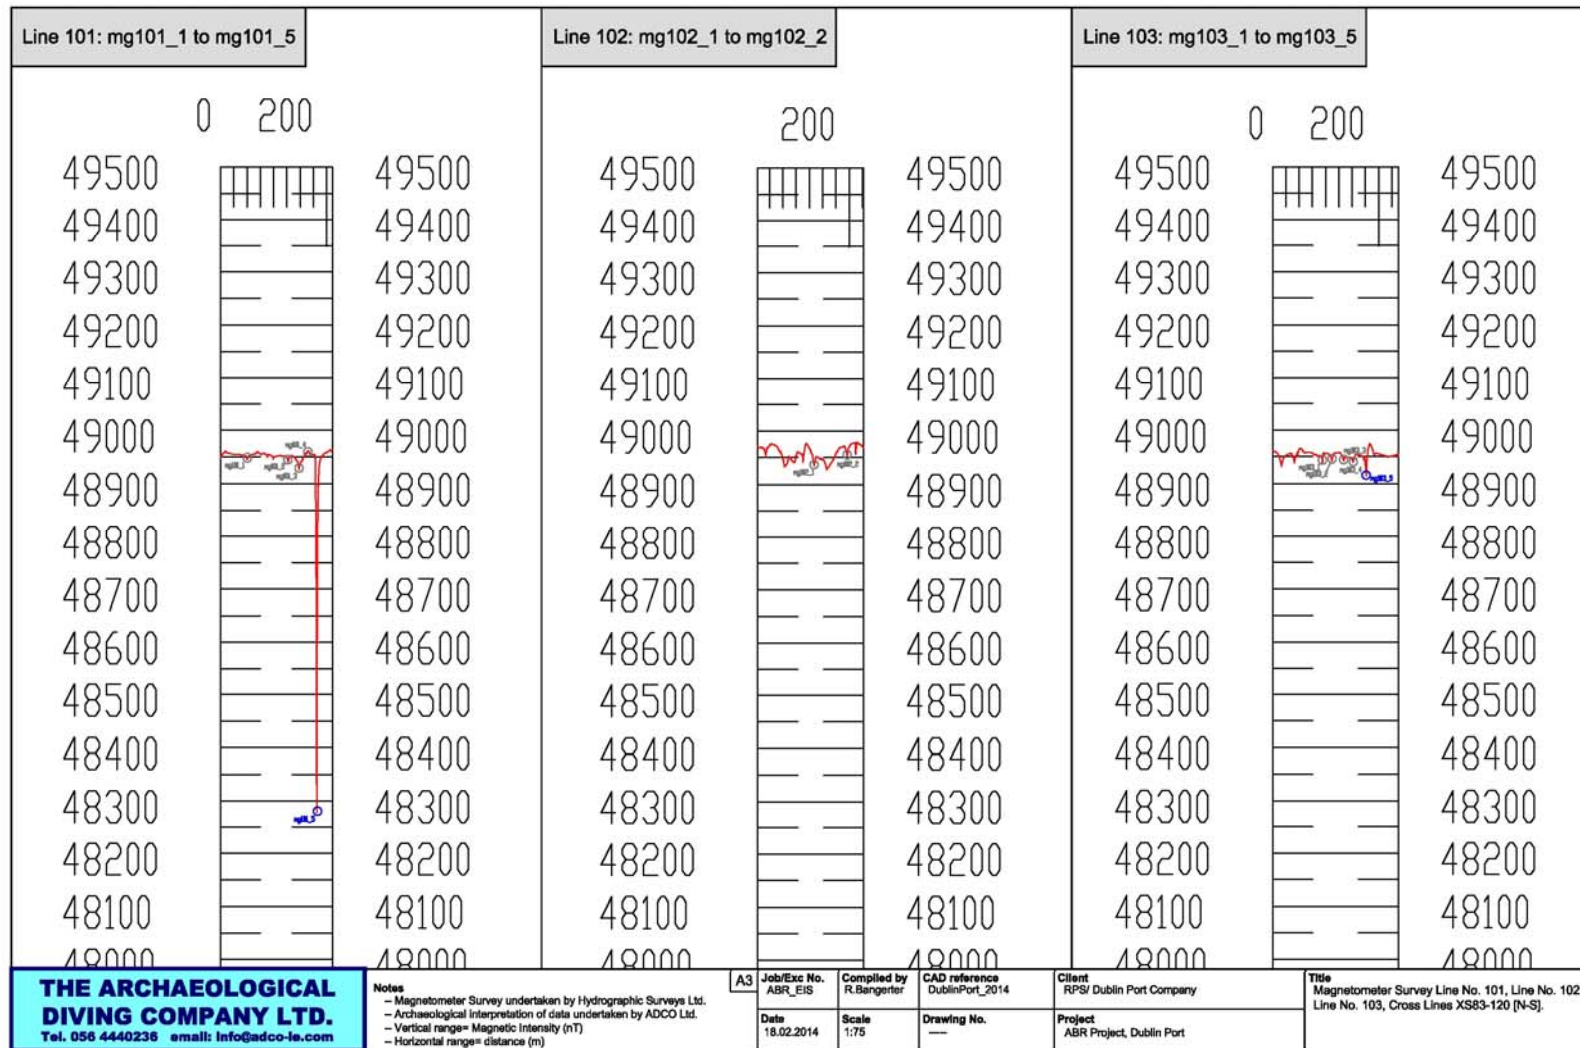 Line 101: mg101_1 to mg101_5
0 200
49500 49500
49400 49400
49300 49300
49200 49200
49100 49100
49000 49000
48900 48900
48800 48800
48700 48700
48600 48600
48500 48500
48400 48400
48300 48300
48200 48200
48100 48100
48000 48000
Line 102: mg102_1 to mg102_2
200
49500 49500
49400 49400
49300 49300
49200 49200
49100 49100
49000 49000
48900 48900
48800 48800
48700 48700
48600 48600
48500 48500
48400 48400
48300 48300
48200 48200
48100 48100
48000 48000
Line 103: mg103_1 to mg103_5
0 200
49500 49500
49400 49400
49300 49300
49200 49200
49100 49100
49000 49000
48900 48900
48800 48800
48700 48700
48600 48600
48500 48500
48400 48400
48300 48300
48200 48200
48100 48100
48000 48000
THE ARCHAEOLOGICAL
DIVING COMPANY LTD.
Tel. 056 4440236 email: info@adco-ie.com
Notes
– Magnetometer Survey undertaken by Hydrographic Surveys Ltd.
– Archaeological interpretation of data undertaken by ADCO Ltd.
– Vertical range= Magnetic Intensity (nT)
– Horizontal range= distance (m)
A3
Job/Exc No.
ABR_EIS
Compiled by
R.Bangerter
CAD reference
DublinPort_2014
Client
RPS/ Dublin Port Company
Title
Magnetometer Survey Line No. 101, Line No. 102
Line No. 103, Cross Lines XS83-120 [N-S].
Date
18.02.2014
Scale
1:75
Drawing No.
----
Project
ABR Project, Dublin Port